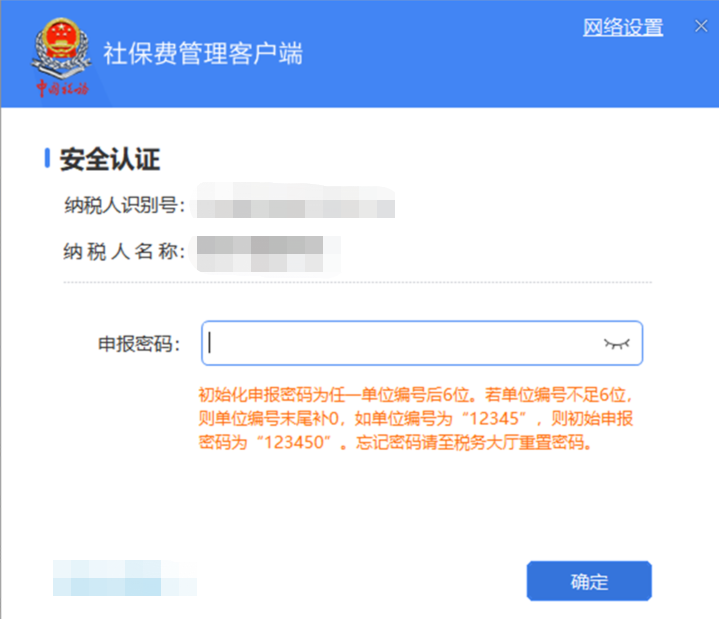 网络设置
社保费管理客户端
中国税务
安全认证
纳税人识别号：
纳税人名称：
申报密码：
初始化申报密码为任一单位编号后6位。若单位编号不足6位，
则单位编号末尾补0，如单位编号为“12345”，则初始申报
密码为“123450”。忘记密码请至税务大厅重置密码。
确定